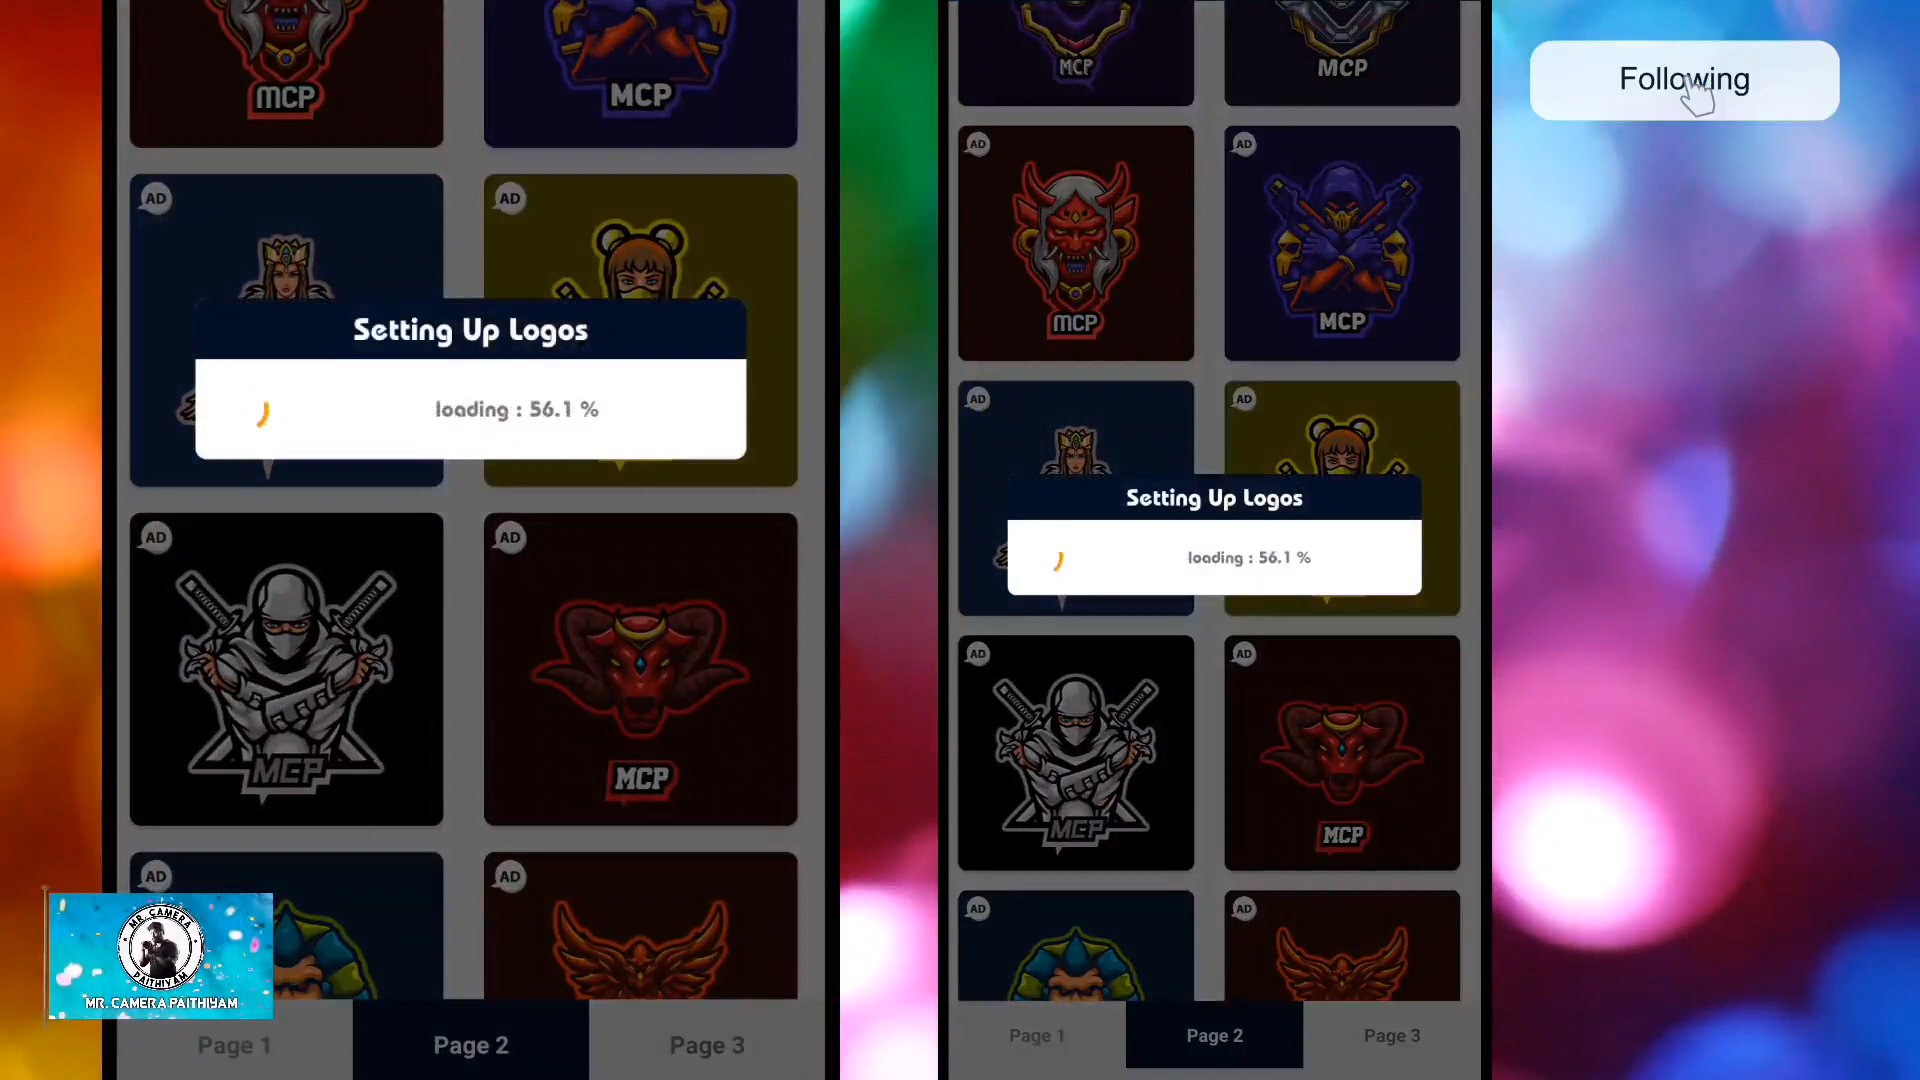 MCP
MCP
AD
AD
Setting Up Logos
loading : 56.1 %
AD
AD
MCP
MCP
AD
AD
Page 1
Page 2
Page 3
MCP
MCP
AD
AD
MCP
MCP
AD
AD
Setting Up Logos
loading : 56.1 %
AD
AD
MCP
MCP
AD
AD
Page 1
Page 2
Page 3
Following
MR. CAMERA
PAITHIYAM
MR. CAMERA PAITHIYAM